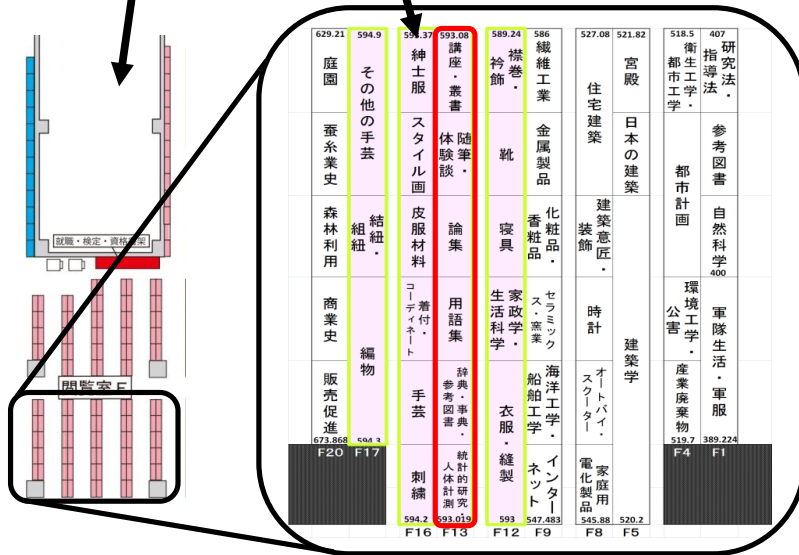 就職・検定・資格
閲覧室F
629.21
庭園
蚕糸業史
森林利用
商業史
販売促進
673.868
F20
594.9
その他の手芸
結紐・
組紐
編物
594.3
F17
593.37
紳士服
スタイル画
皮服材料
着付・
コーディネート
手芸
刺繍
594.2
F16
593.08
講座・叢書
随筆・
体験談
論集
用語集
辞典・事典・
参考図書
統計的研究・
人体計測
593.019
F13
589.24
襟巻・
衿飾
靴
寝具
家政学・
生活科学
衣服・縫製
593
F12
586
繊維工業
金属製品
化粧品・
香粧品
セラミック
ス・窯業
海洋工学・
船舶工学
インター
ネット
547.483
F9
527.08
住宅建築
建築意匠・
装飾
時計
オートバイ・
スクーター
家庭用
電化製品
545.88
F8
521.82
宮殿
日本の建築
建築学
520.2
F5
518.5
衛生工学・
都市工学
都市計画
環境工学・
公害
産業廃棄物
519.7
F4
407
研究法・
指導法
参考図書
自然科学
400
軍隊生活・軍服
389.224
F1